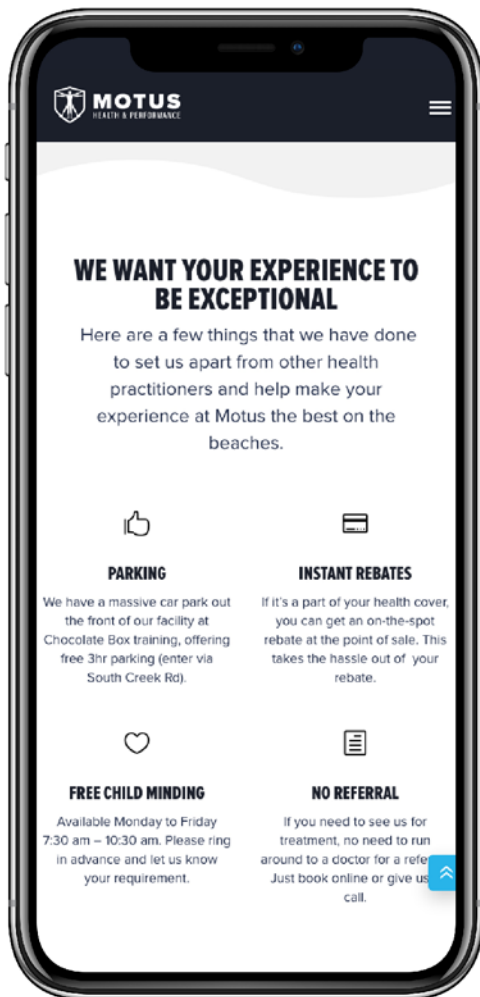 MOTUS
HEALTH & PERFORMANCE
WE WANT YOUR EXPERIENCE TO
BE EXCEPTIONAL
Here are a few things that we have done
to set us apart from other health
practitioners and help make your
experience at Motus the best on the
beaches.
PARKING
We have a massive car park out
the front of our facility at
Chocolate Box training, offering
free 3hr parking (enter via
South Creek Rd).
INSTANT REBATES
If it's a part of your health cover,
you can get an on-the-spot
rebate at the point of sale. This
takes the hassle out of your
rebate.
FREE CHILD MINDING
Available Monday to Friday
7:30 am – 10:30 am. Please ring
in advance and let us know
your requirement.
NO REFERRAL
If you need to see us for
treatment, no need to run
around to a doctor for a refe
Just book online or give us
call.